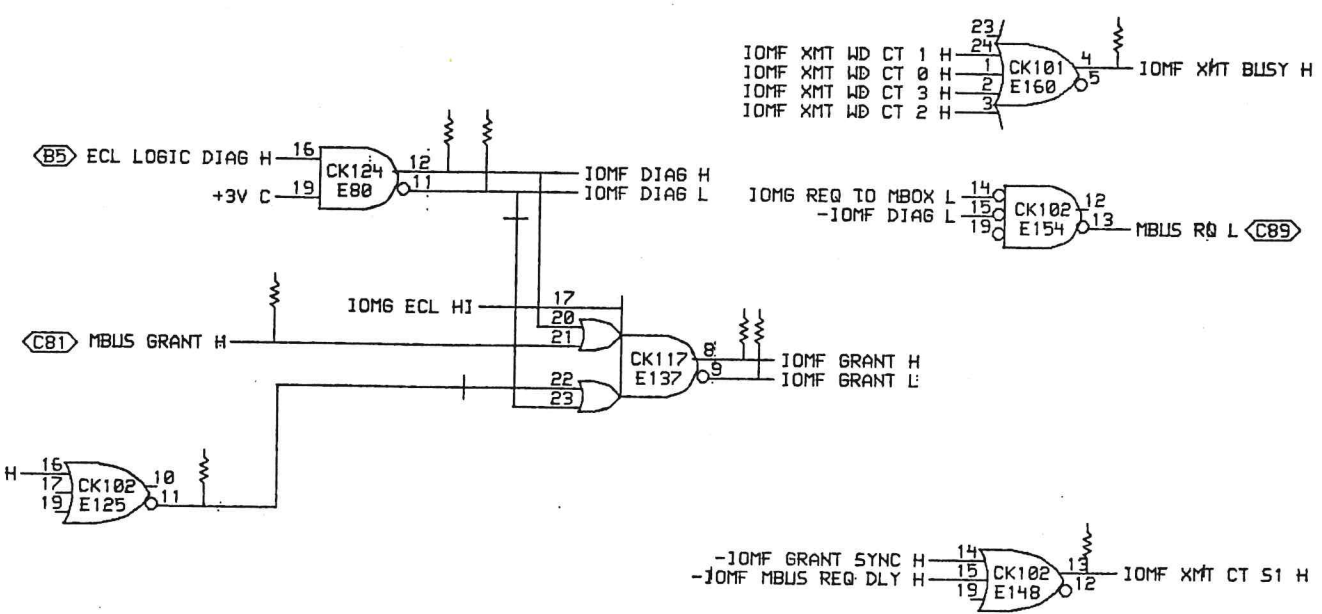 23
24
IOMF XMT WD CT 1 H
IOMF XMT WD CT 0 H 1
IOMF XMT WD CT 3 H 2
IOMF XMT WD CT 2 H 3
CK101
E160
4
5
IOMF XMT BUSY H
B5 ECL LOGIC DIAG H 16
+3V C 19
CK124
E80
12
11
IOMF DIAG H
IOMF DIAG L
IOMG REQ TO MBOX L 14
-IOMF DIAG L 15
19
CK102
E154
12
13
MBUS RQ L C89
IOMG ECL HI 17
20
C81 MBUS GRANT H 21
22
23
CK117
E137
8
9
IOMF GRANT H
IOMF GRANT L
H 16
17
19
CK102
E125
10
11
-IOMF GRANT SYNC H 14
-IOMF MBUS REQ DLY H 15
19
CK102
E148
13
12
IOMF XMT CT S1 H